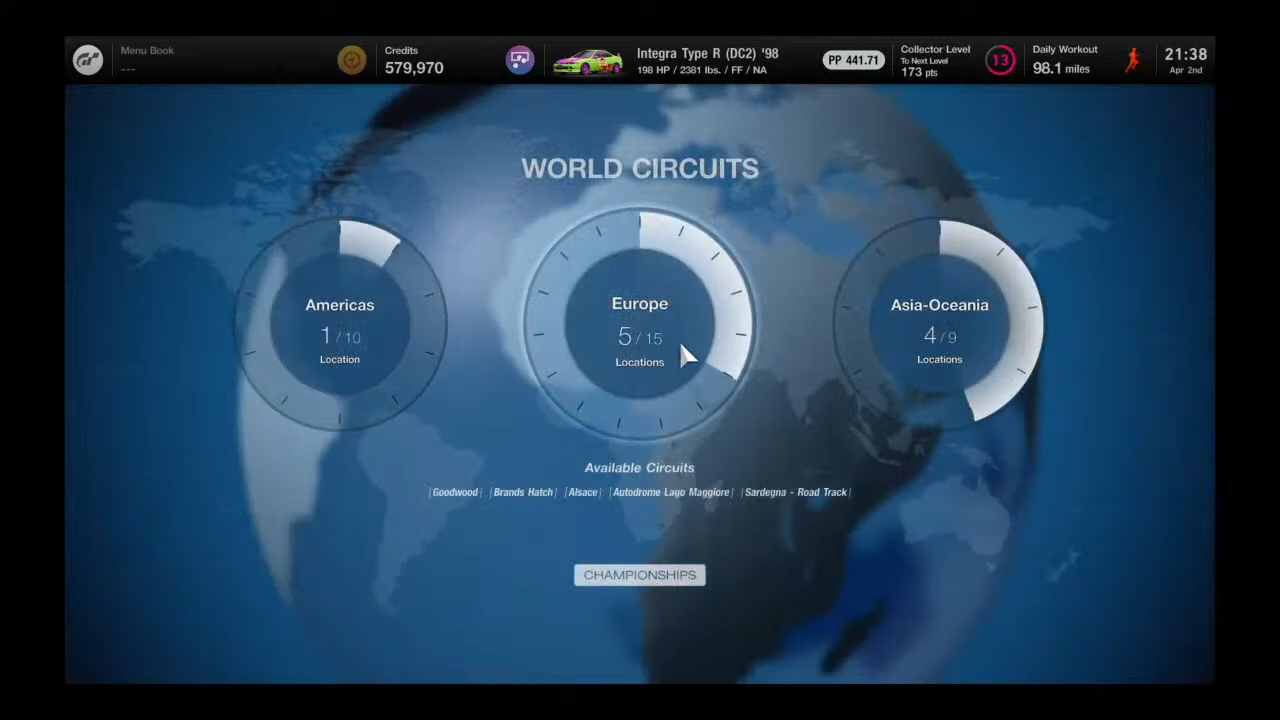 Menu Book
---
Credits
579,970
Integra Type R (DC2) '98
198 HP / 2381 lbs. / FF / NA
PP 441.71
Collector Level
To Next Level
173 pts
13
Daily Workout
98.1 miles
21:38
Apr 2nd
WORLD CIRCUITS
Americas
1 / 10
Location
Europe
5 / 15
Locations
Asia-Oceania
4 / 9
Locations
Available Circuits
[Goodwood] [Brands Hatch] [Alsace] [Autodrome Lago Maggiore] [Sardegna - Road Track]
CHAMPIONSHIPS